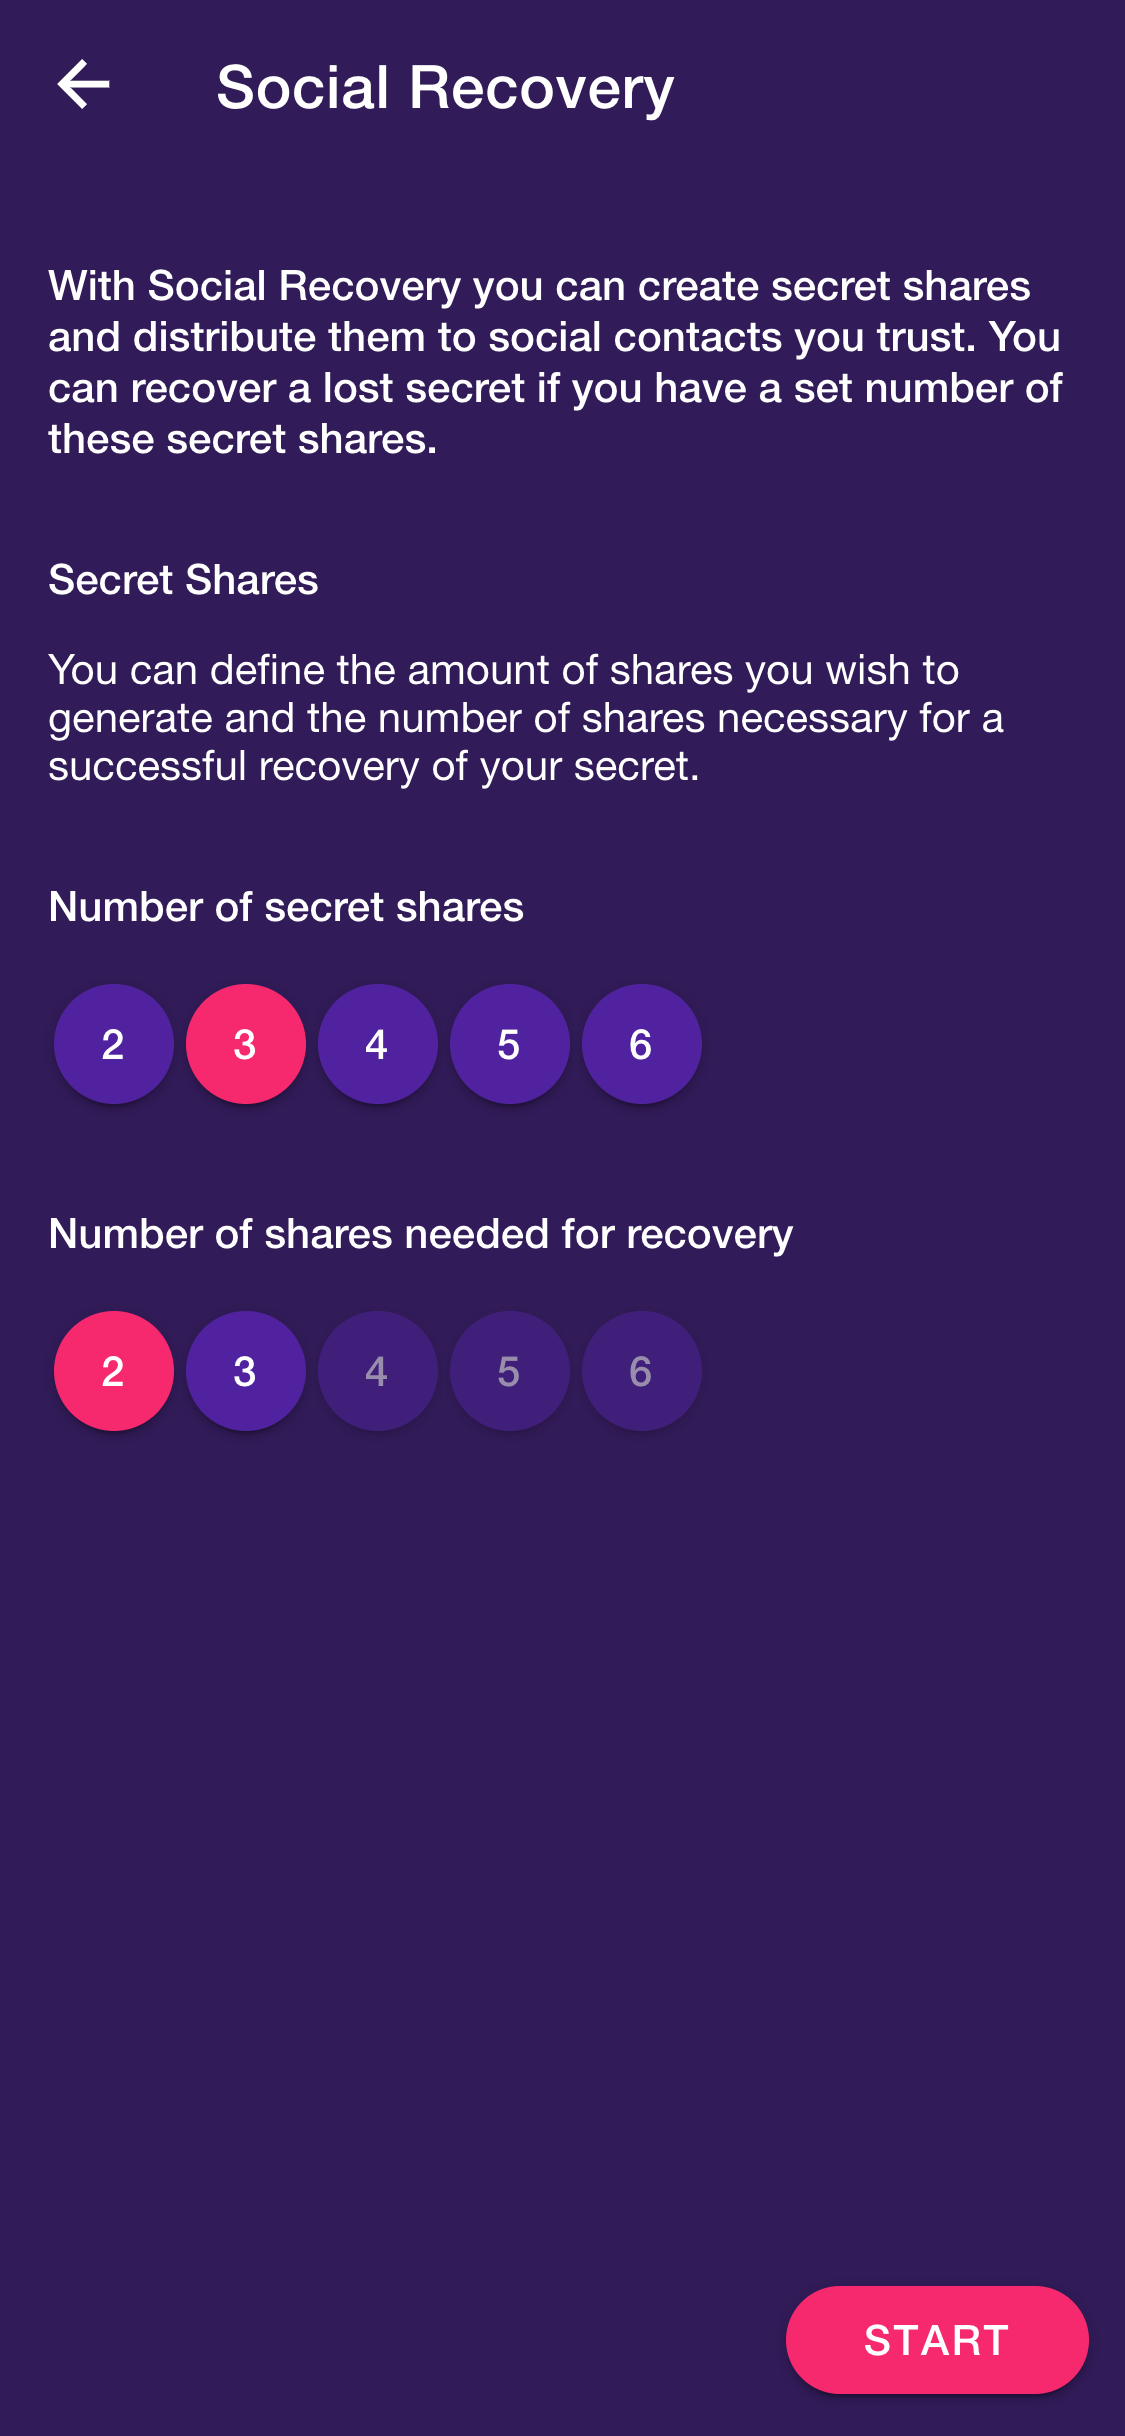 Social Recovery
With Social Recovery you can create secret shares
and distribute them to social contacts you trust. You
can recover a lost secret if you have a set number of
these secret shares.
Secret Shares
You can define the amount of shares you wish to
generate and the number of shares necessary for a
successful recovery of your secret.
Number of secret shares
2 3 4 5 6
Number of shares needed for recovery
2 3 4 5 6
START